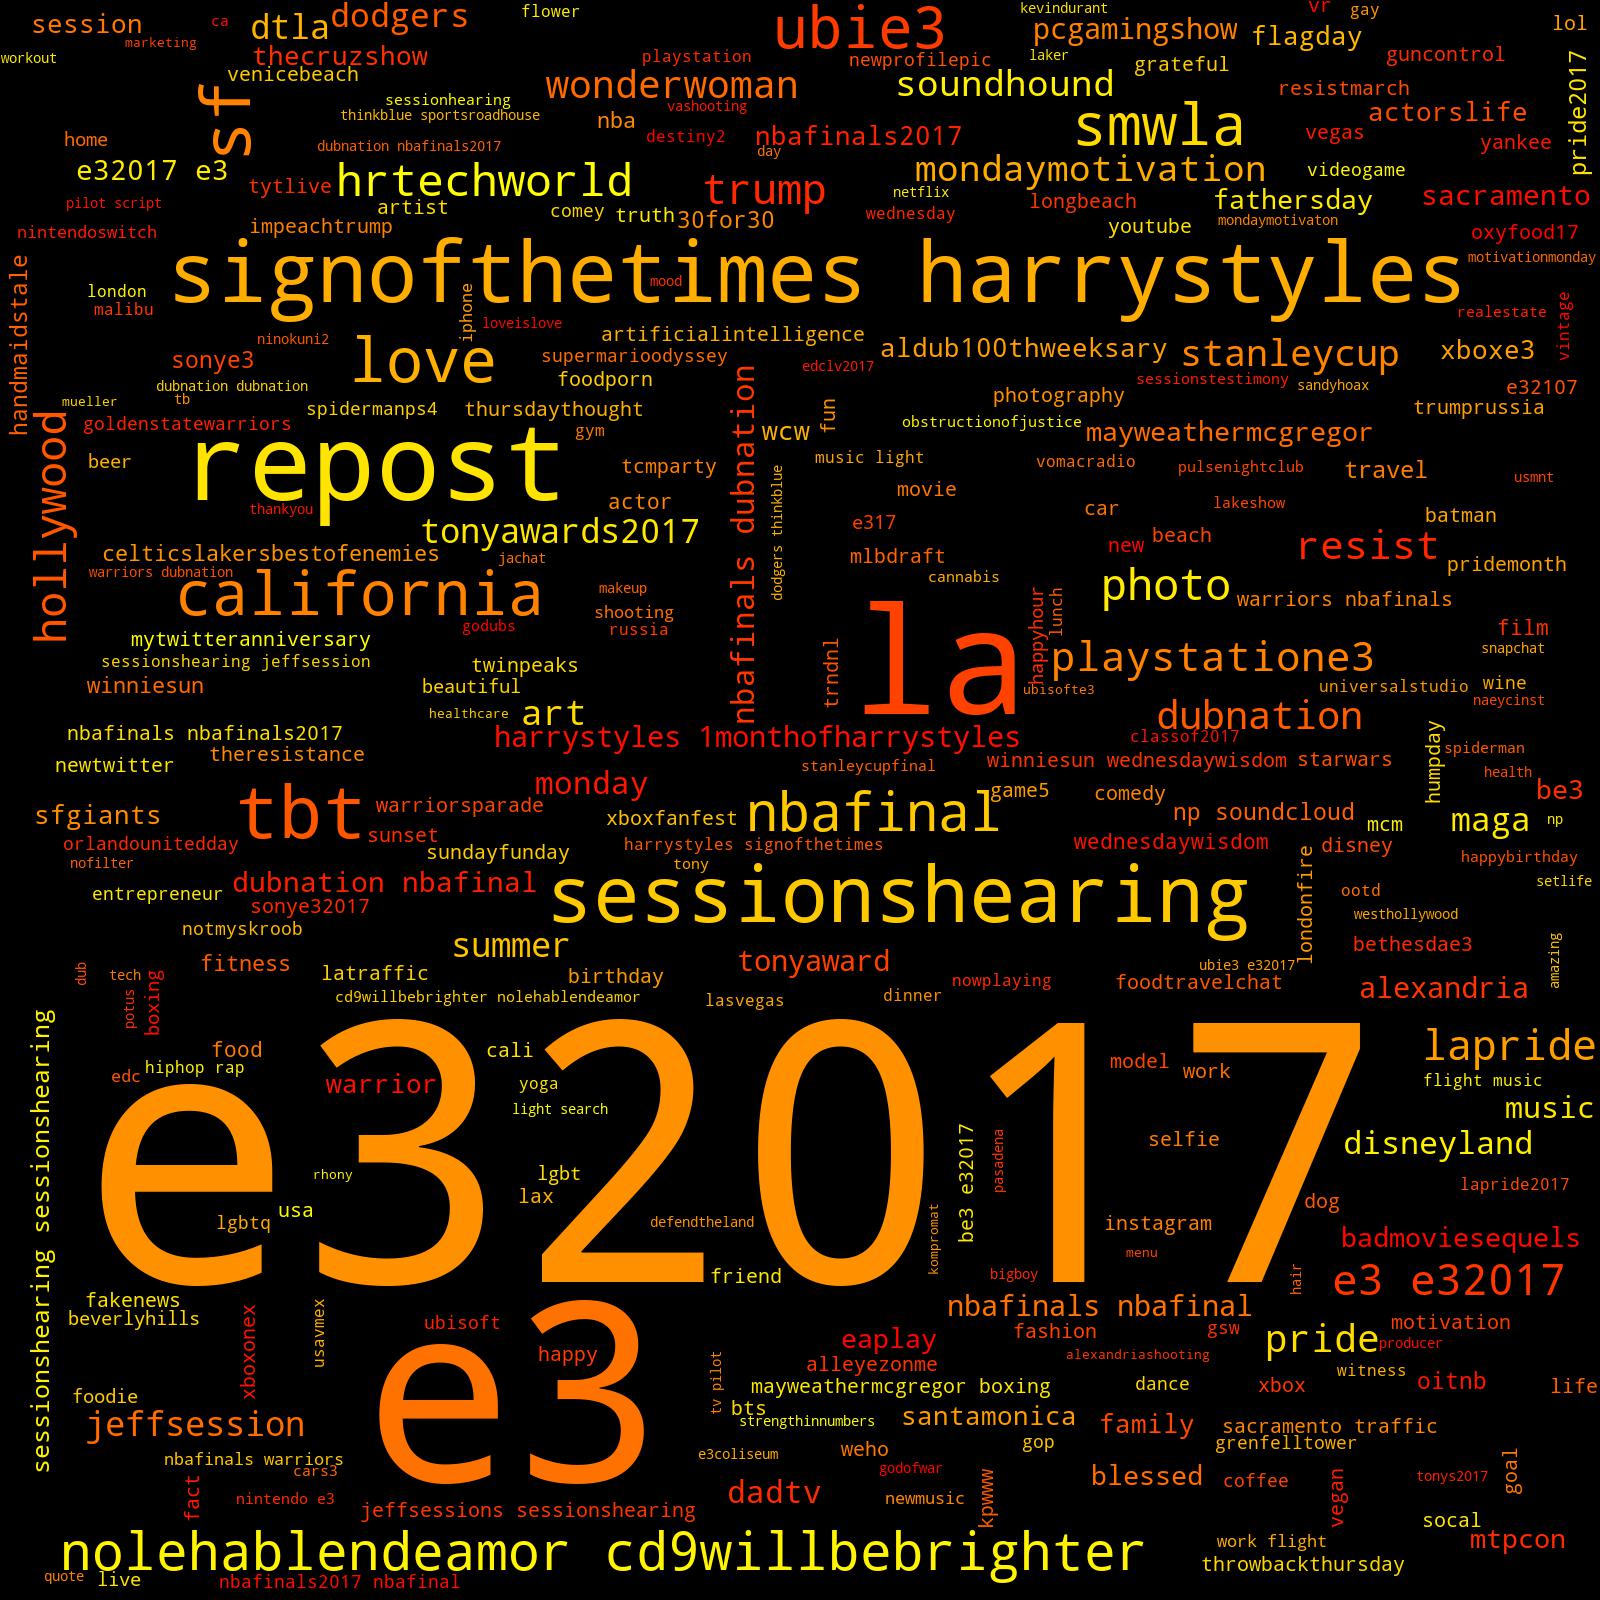 session
ca
dtla
dodgers
flower
ubie3
kevindurant
vr
gay
lol
workout
marketing
thecruzshow
playstation
newprofilepic
laker
pcgamingshow
flagday
guncontrol
venicebeach
wonderwoman
soundhound
grateful
pride2017
sf
sessionhearing
thinkblue sportsroadhouse
nba
vashooting
resistmarch
actorslife
home
dubnation nbafinals2017
destiny2
nbafinals2017
day
smwla
vegas
yankee
e32017 e3
tytlive
hrtechworld
trump
mondaymotivation
videogame
pilot script
artist
comey
truth
30for30
netflix
wednesday
longbeach
fathersday
sacramento
nintendoswitch
impeachtrump
youtube
mondaymotivaton
oxyfood17
handmaidstale
signofthetimes harrystyles
motivationmonday
mood
london
malibu
iphone
loveislove
realestate
vintage
ninokuni2
artificialintelligence
sonye3
love
supermarioodyssey
aldub100thweeksary
stanleycup
xboxe3
edclv2017
dubnation dubnation
tb
foodporn
sessionstestimony
sandyhoax
e32107
mueller
spidermanps4
thursdaythought
photography
trumprussia
goldenstatewarriors
hollywood
repost
gym
nbafinals dubnation
wcw
fun
obstructionofjustice
mayweathermcgregor
beer
tcmparty
music light
vomacradio
pulsenightclub
travel
usmnt
thankyou
actor
dodgers thinkblue
movie
car
lakeshow
batman
tonyawards2017
e317
new
beach
resist
celticslakersbestofenemies
jachat
mlbdraft
pridemonth
warriors dubnation
california
makeup
cannabis
photo
warriors nbafinals
shooting
russia
la
happyhour
lunch
mytwitteranniversary
godubs
film
sessionshearing jeffsession
twinpeaks
trndnl
playstatione3
snapchat
winniesun
beautiful
ubisofte3
universalstudio
wine
naeycinst
healthcare
art
dubnation
nbafinals nbafinals2017
harrystyles 1monthofharrystyles
classof2017
humpday
spiderman
theresistance
newtwitter
stanleycupfinal
winniesun wednesdaywisdom
starwars
health
monday
game5
comedy
be3
tbt
warriorsparade
nbafinal
np soundcloud
sfgiants
xboxfanfest
mcm
maga
np
orlandounitedday
sunset
harrystyles signofthetimes
wednesdaywisdom
disney
nofilter
sundayfunday
tony
happybirthday
entrepreneur
dubnation nbafinal
sessionshearing
londonfire
ootd
setlife
sonye32017
westhollywood
notmyskroob
summer
bethesdae3
amazing
dub
tech
fitness
latraffic
birthday
tonyaward
nowplaying
ubie3 e32017
foodtravelchat
alexandria
potus
boxing
cd9willbebrighter nolehablendeamor
lasvegas
dinner
sessionshearing sessionshearing
e32017
food
cali
model
work
lapride
edc
hiphop rap
warrior
yoga
flight music
light search
music
be3 e32017
pasadena
selfie
disneyland
rhony
lgbt
lax
lapride2017
usa
lgbtq
defendtheland
kompromat
instagram
dog
menu
badmoviesequels
friend
bigboy
hair
e3 e32017
fakenews
beverlyhills
xboxonex
usavmex
e3
ubisoft
happy
nbafinals nbafinal
eaplay
fashion
gsw
pride
motivation
producer
alleyezonme
alexandriashooting
witness
foodie
tv pilot
mayweathermcgregor boxing
dance
xbox
oitnb
life
jeffsession
bts
strengthinnumbers
santamonica
family
sacramento traffic
nbafinals warriors
e3coliseum
weho
gop
grenfelltower
cars3
godofwar
goal
fact
nintendo e3
dadtv
newmusic
kpwww
blessed
coffee
vegan
tonys2017
jeffsessions sessionshearing
socal
nolehablendeamor cd9willbebrighter
work flight
mtpcon
throwbackthursday
quote
live
nbafinals2017 nbafinal